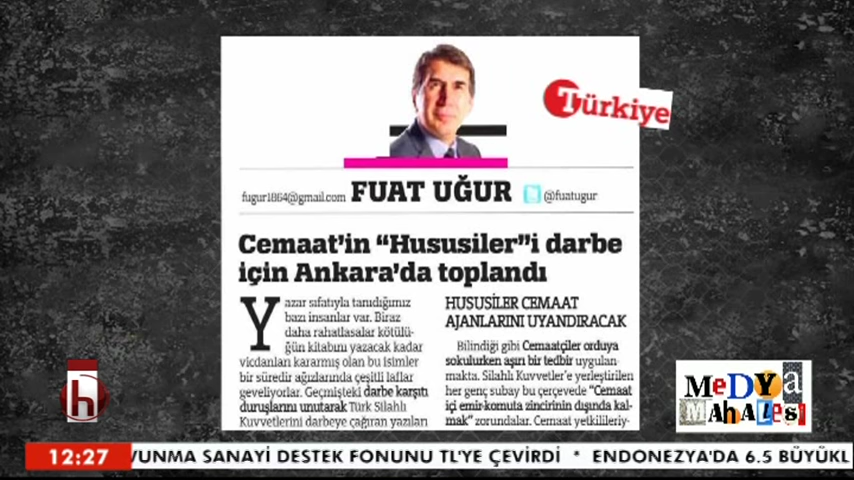 Türkiye
fugur1864@gmail.com FUAT UĞUR @fuatugur
Cemaat'in “Hususiler”i darbe
için Ankara'da toplandı
Yazar sıfatıyla tanıdığımız
bazı insanlar var. Biraz
daha rahatlasalar kötülü-
ğün kitabını yazacak kadar
vicdanları kararmış olan bu isimler
bir süredir ağızlarında çeşitli laflar
geveliyorlar. Geçmişteki darbe karşıtı
duruşlarını unutarak Türk Silahlı
Kuvvetlerini darbeye çağıran yazıları
HUSUSİLER CEMAAT
AJANLARINI UYANDIRACAK
Bilindiği gibi Cemaatçiler orduya
sokulurken aşırı bir tedbir uygulan-
makta. Silahlı Kuvvetler'e yerleştirilen
her genç subay bu çerçevede “Cemaat
içi emir-komuta zincirinin dışında kal-
mak” zorundalar. Cemaat yetkilileriy-
h
MeDYa
MaHaLesi
12:27 VUNMA SANAYİ DESTEK FONUNU TL'YE ÇEVİRDİ * ENDONEZYA'DA 6.5 BÜYÜKL